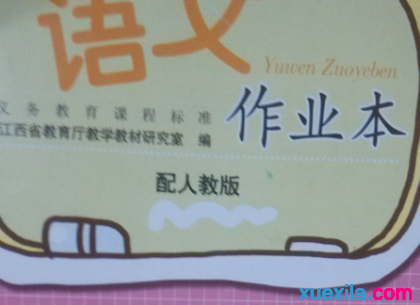 语文
Yuwen Zuoyeben
作业本
义务教育课程标准
江西省教育厅教学教材研究室 编
配人教版
xuexila.com